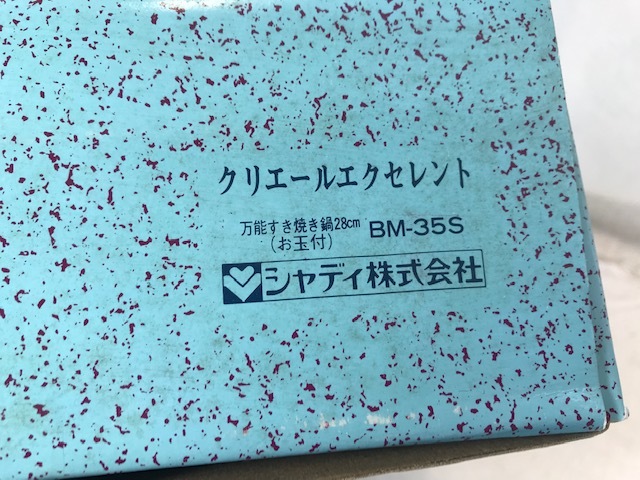 クリエールエクセレント
万能すき焼き鍋28cm BM-35S
(お玉付)
シャディ株式会社